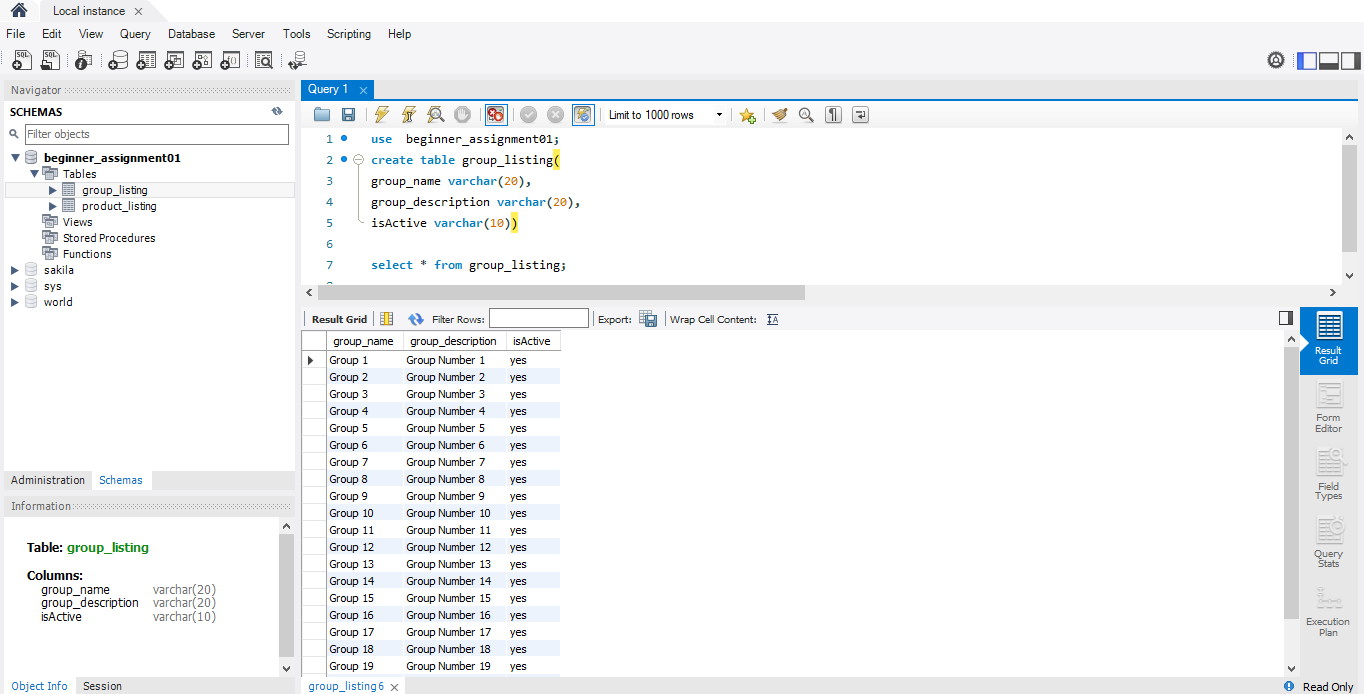 Local instance
File Edit View Query Database Server Tools Scripting Help
Navigator
SCHEMAS
Filter objects
beginner_assignment01
Tables
group_listing
product_listing
Views
Stored Procedures
Functions
sakila
sys
world
Administration Schemas
Information
Table: group_listing
Columns:
group_name varchar(20)
group_description varchar(20)
isActive varchar(10)
Object Info Session
Query 1
Limit to 1000 rows
1 use beginner_assignment01;
2 create table group_listing(
3 group_name varchar(20),
4 group_description varchar(20),
5 isActive varchar(10))
6
7 select * from group_listing;
Result Grid Filter Rows: Export: Wrap Cell Content:
group_name group_description isActive
Group 1 Group Number 1 yes
Group 2 Group Number 2 yes
Group 3 Group Number 3 yes
Group 4 Group Number 4 yes
Group 5 Group Number 5 yes
Group 6 Group Number 6 yes
Group 7 Group Number 7 yes
Group 8 Group Number 8 yes
Group 9 Group Number 9 yes
Group 10 Group Number 10 yes
Group 11 Group Number 11 yes
Group 12 Group Number 12 yes
Group 13 Group Number 13 yes
Group 14 Group Number 14 yes
Group 15 Group Number 15 yes
Group 16 Group Number 16 yes
Group 17 Group Number 17 yes
Group 18 Group Number 18 yes
Group 19 Group Number 19 yes
group_listing6
Result
Grid
Form
Editor
Field
Types
Query
Stats
Execution
Plan
Read Only